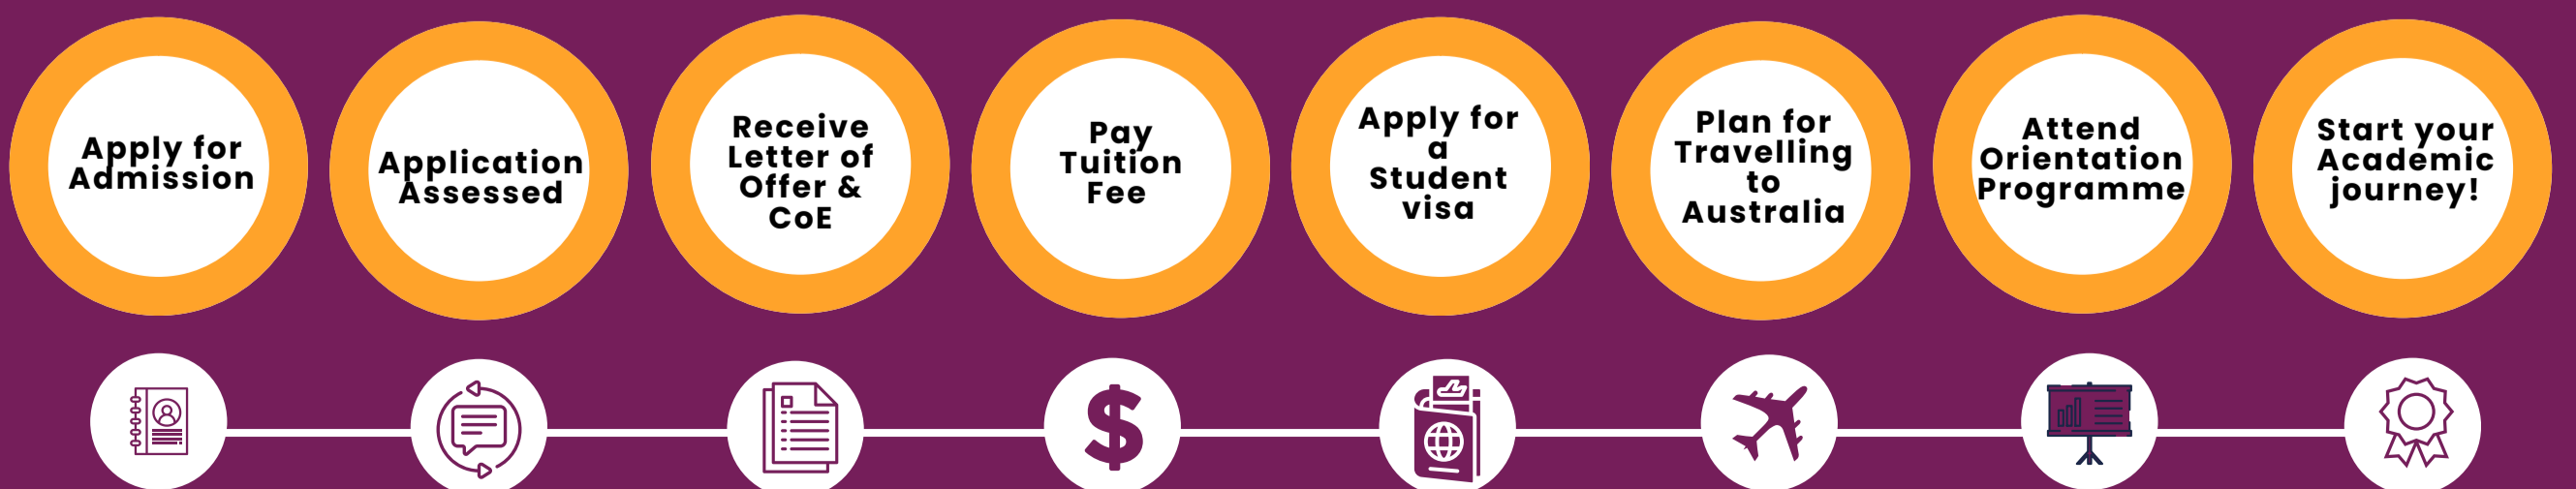 Apply for
Admission
Application
Assessed
Receive
Letter of
Offer &
CoE
Pay
Tuition
Fee
Apply for
a
Student
visa
Plan for
Travelling
to
Australia
Attend
Orientation
Programme
Start your
Academic
journey!